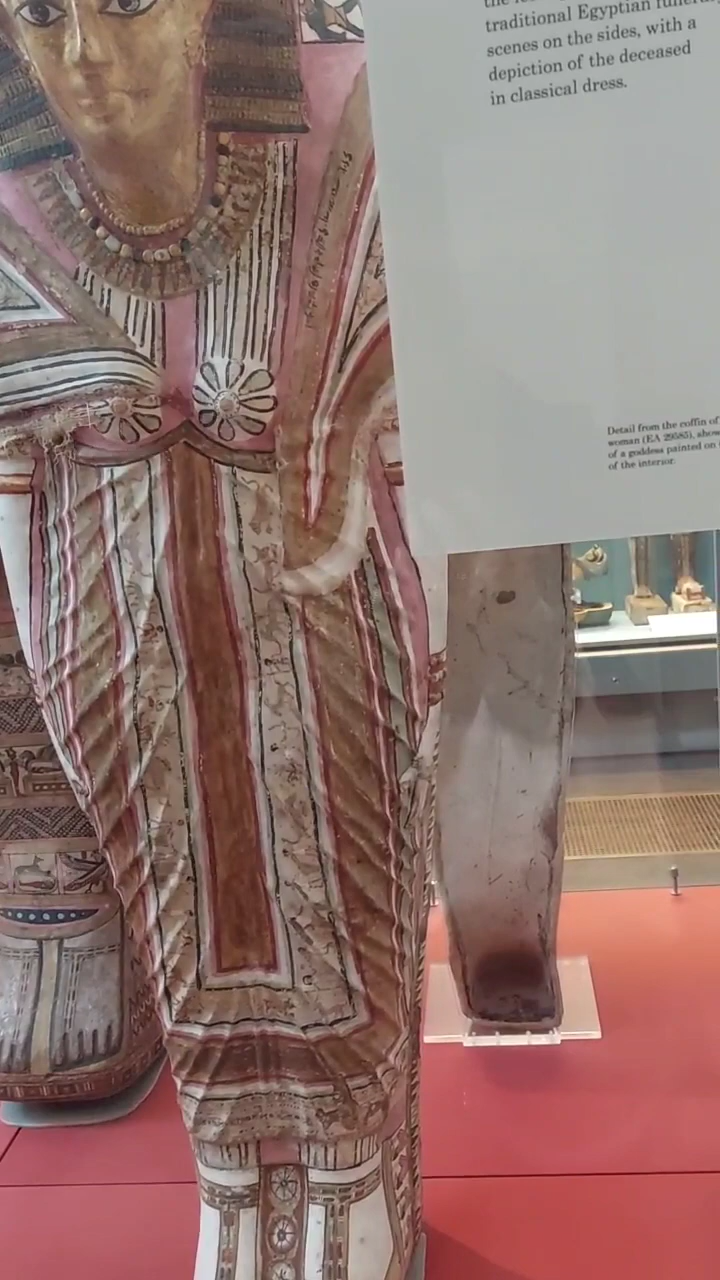 traditional Egyptian
scenes on the sides, with a
depiction of the deceased
in classical dress.
Detail from the coffin of
woman (EA 29585), show
of a goddess painted on
of the interior.